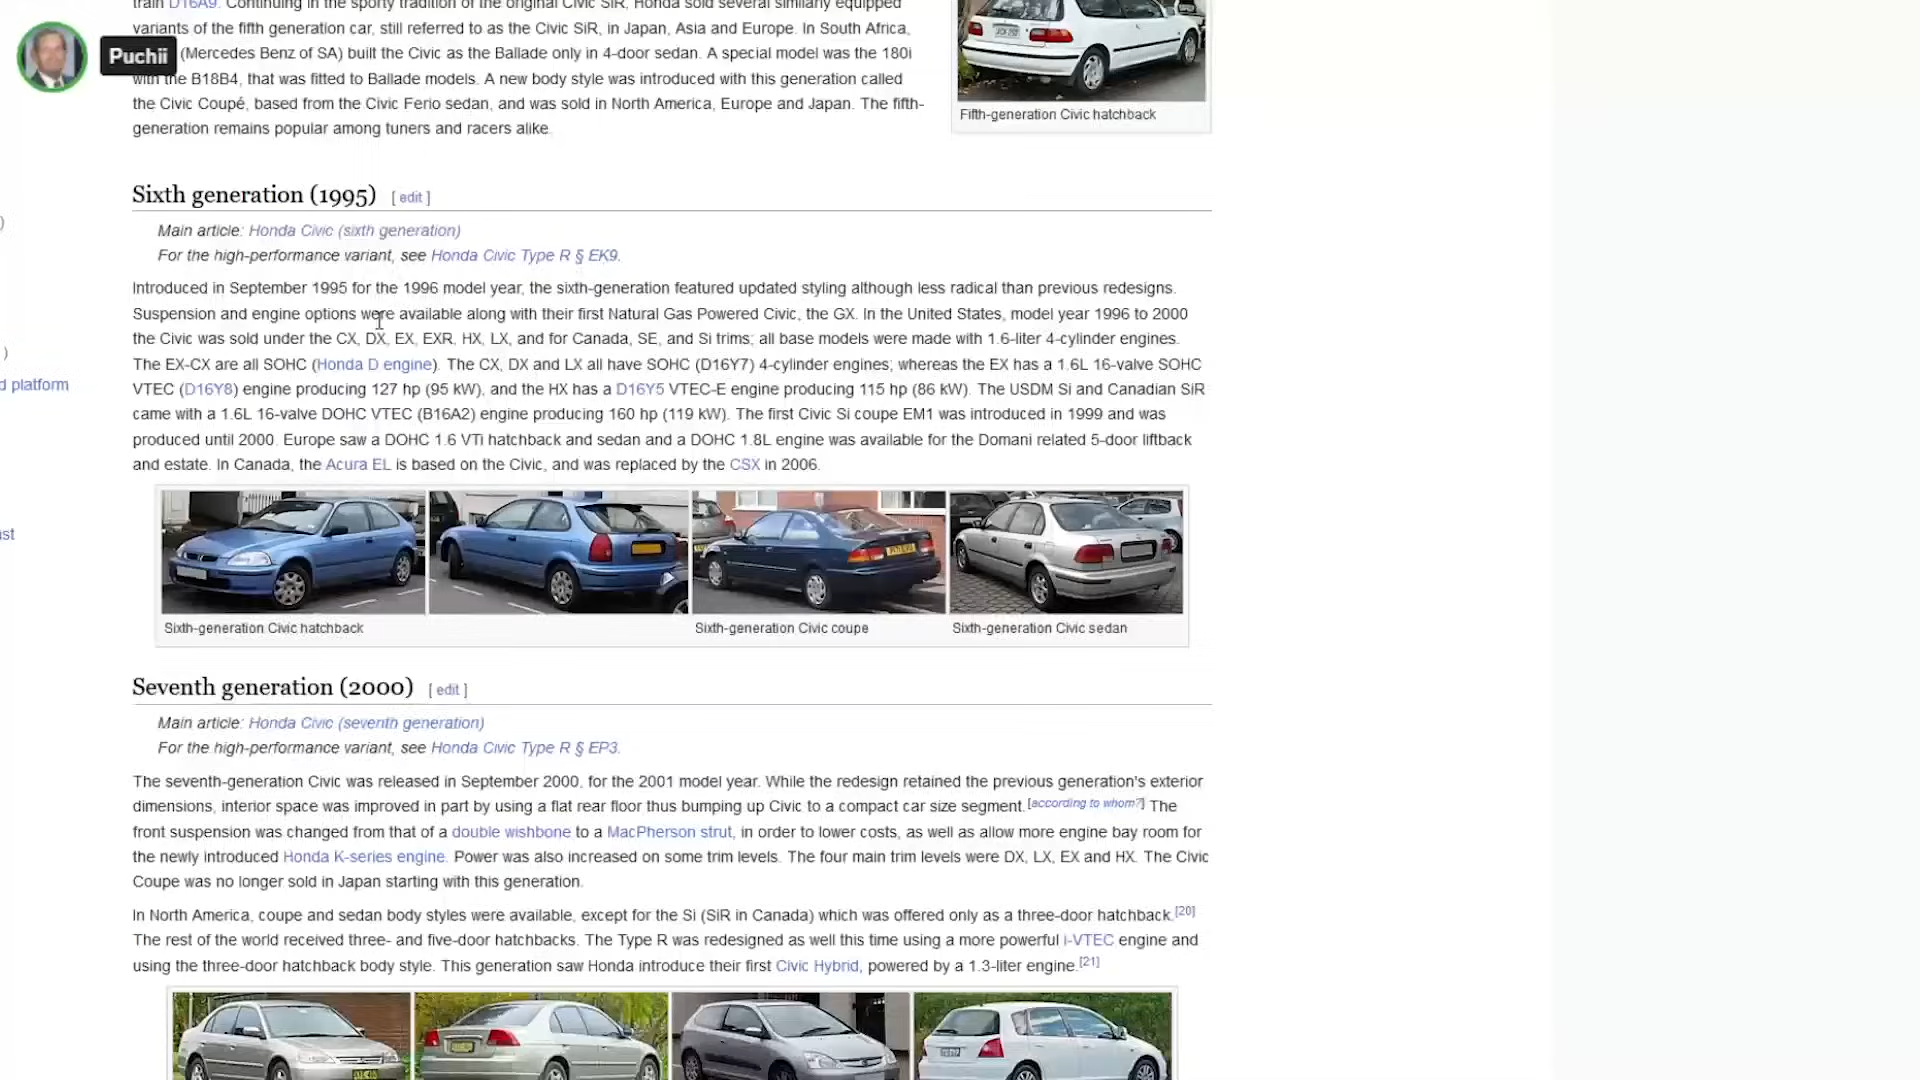 train D16A9. Continuing in the sporty tradition of the original Civic SiR, Honda sold several similarly equipped
variants of the fifth generation car, still referred to as the Civic SiR, in Japan, Asia and Europe. In South Africa,
Puchii
(Mercedes Benz of SA) built the Civic as the Ballade only in 4-door sedan. A special model was the 180i
with the B18B4, that was fitted to Ballade models. A new body style was introduced with this generation called
the Civic Coupé, based from the Civic Ferio sedan, and was sold in North America, Europe and Japan. The fifth-
generation remains popular among tuners and racers alike.
Fifth-generation Civic hatchback
Sixth generation (1995) [ edit ]
)
Main article: Honda Civic (sixth generation)
For the high-performance variant, see Honda Civic Type R § EK9.
Introduced in September 1995 for the 1996 model year, the sixth-generation featured updated styling although less radical than previous redesigns.
Suspension and engine options were available along with their first Natural Gas Powered Civic, the GX. In the United States, model year 1996 to 2000
the Civic was sold under the CX, DX, EX, EXR, HX, LX, and for Canada, SE, and Si trims; all base models were made with 1.6-liter 4-cylinder engines.
)
The EX-CX are all SOHC (Honda D engine). The CX, DX and LX all have SOHC (D16Y7) 4-cylinder engines; whereas the EX has a 1.6L 16-valve SOHC
d platform
VTEC (D16Y8) engine producing 127 hp (95 kW), and the HX has a D16Y5 VTEC-E engine producing 115 hp (86 kW). The USDM Si and Canadian SiR
came with a 1.6L 16-valve DOHC VTEC (B16A2) engine producing 160 hp (119 kW). The first Civic Si coupe EM1 was introduced in 1999 and was
produced until 2000. Europe saw a DOHC 1.6 VTi hatchback and sedan and a DOHC 1.8L engine was available for the Domani related 5-door liftback
and estate. In Canada, the Acura EL is based on the Civic, and was replaced by the CSX in 2006.
ast
Sixth-generation Civic hatchback
Sixth-generation Civic coupe
Sixth-generation Civic sedan
Seventh generation (2000) [ edit ]
Main article: Honda Civic (seventh generation)
For the high-performance variant, see Honda Civic Type R § EP3.
The seventh-generation Civic was released in September 2000, for the 2001 model year. While the redesign retained the previous generation's exterior
dimensions, interior space was improved in part by using a flat rear floor thus bumping up Civic to a compact car size segment.[according to whom?] The
front suspension was changed from that of a double wishbone to a MacPherson strut, in order to lower costs, as well as allow more engine bay room for
the newly introduced Honda K-series engine. Power was also increased on some trim levels. The four main trim levels were DX, LX, EX and HX. The Civic
Coupe was no longer sold in Japan starting with this generation.
In North America, coupe and sedan body styles were available, except for the Si (SiR in Canada) which was offered only as a three-door hatchback.[20]
The rest of the world received three- and five-door hatchbacks. The Type R was redesigned as well this time using a more powerful i-VTEC engine and
using the three-door hatchback body style. This generation saw Honda introduce their first Civic Hybrid, powered by a 1.3-liter engine.[21]